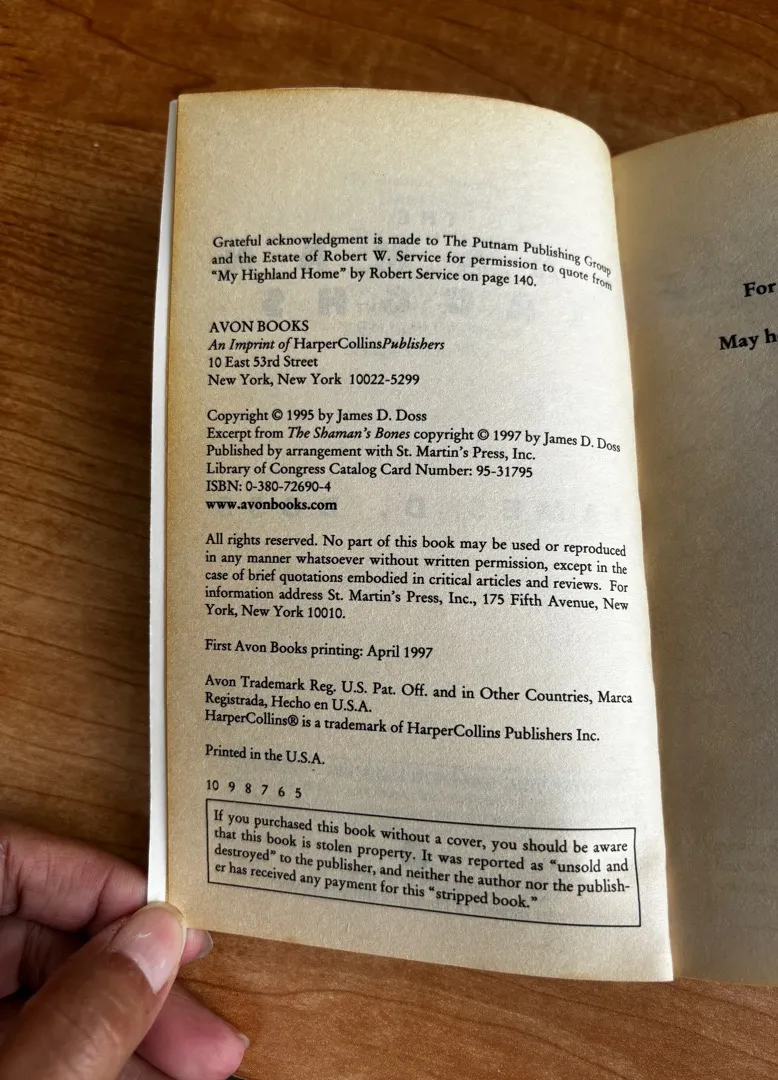 Grateful acknowledgment is made to The Putnam Publishing Group
and the Estate of Robert W. Service for permission to quote from
“My Highland Home” by Robert Service on page 140.
AVON BOOKS
An Imprint of HarperCollinsPublishers
10 East 53rd Street
New York, New York 10022-5299
Copyright © 1995 by James D. Doss
Excerpt from The Shaman's Bones copyright © 1997 by James D. Doss
Published by arrangement with St. Martin's Press, Inc.
Library of Congress Catalog Card Number: 95-31795
ISBN: 0-380-72690-4
www.avonbooks.com
All rights reserved. No part of this book may be used or reproduced
in any manner whatsoever without written permission, except in the
case of brief quotations embodied in critical articles and reviews. For
information address St. Martin's Press, Inc., 175 Fifth Avenue, New
York, New York 10010.
First Avon Books printing: April 1997
Avon Trademark Reg. U.S. Pat. Off. and in Other Countries, Marca
Registrada, Hecho en U.S.A.
HarperCollins® is a trademark of HarperCollins Publishers Inc.
Printed in the U.S.A.
10 9 8 7 6 5
If you purchased this book without a cover, you should be aware
that this book is stolen property. It was reported as “unsold and
destroyed” to the publisher, and neither the author nor the publish-
er has received any payment for this “stripped book.”
For
May